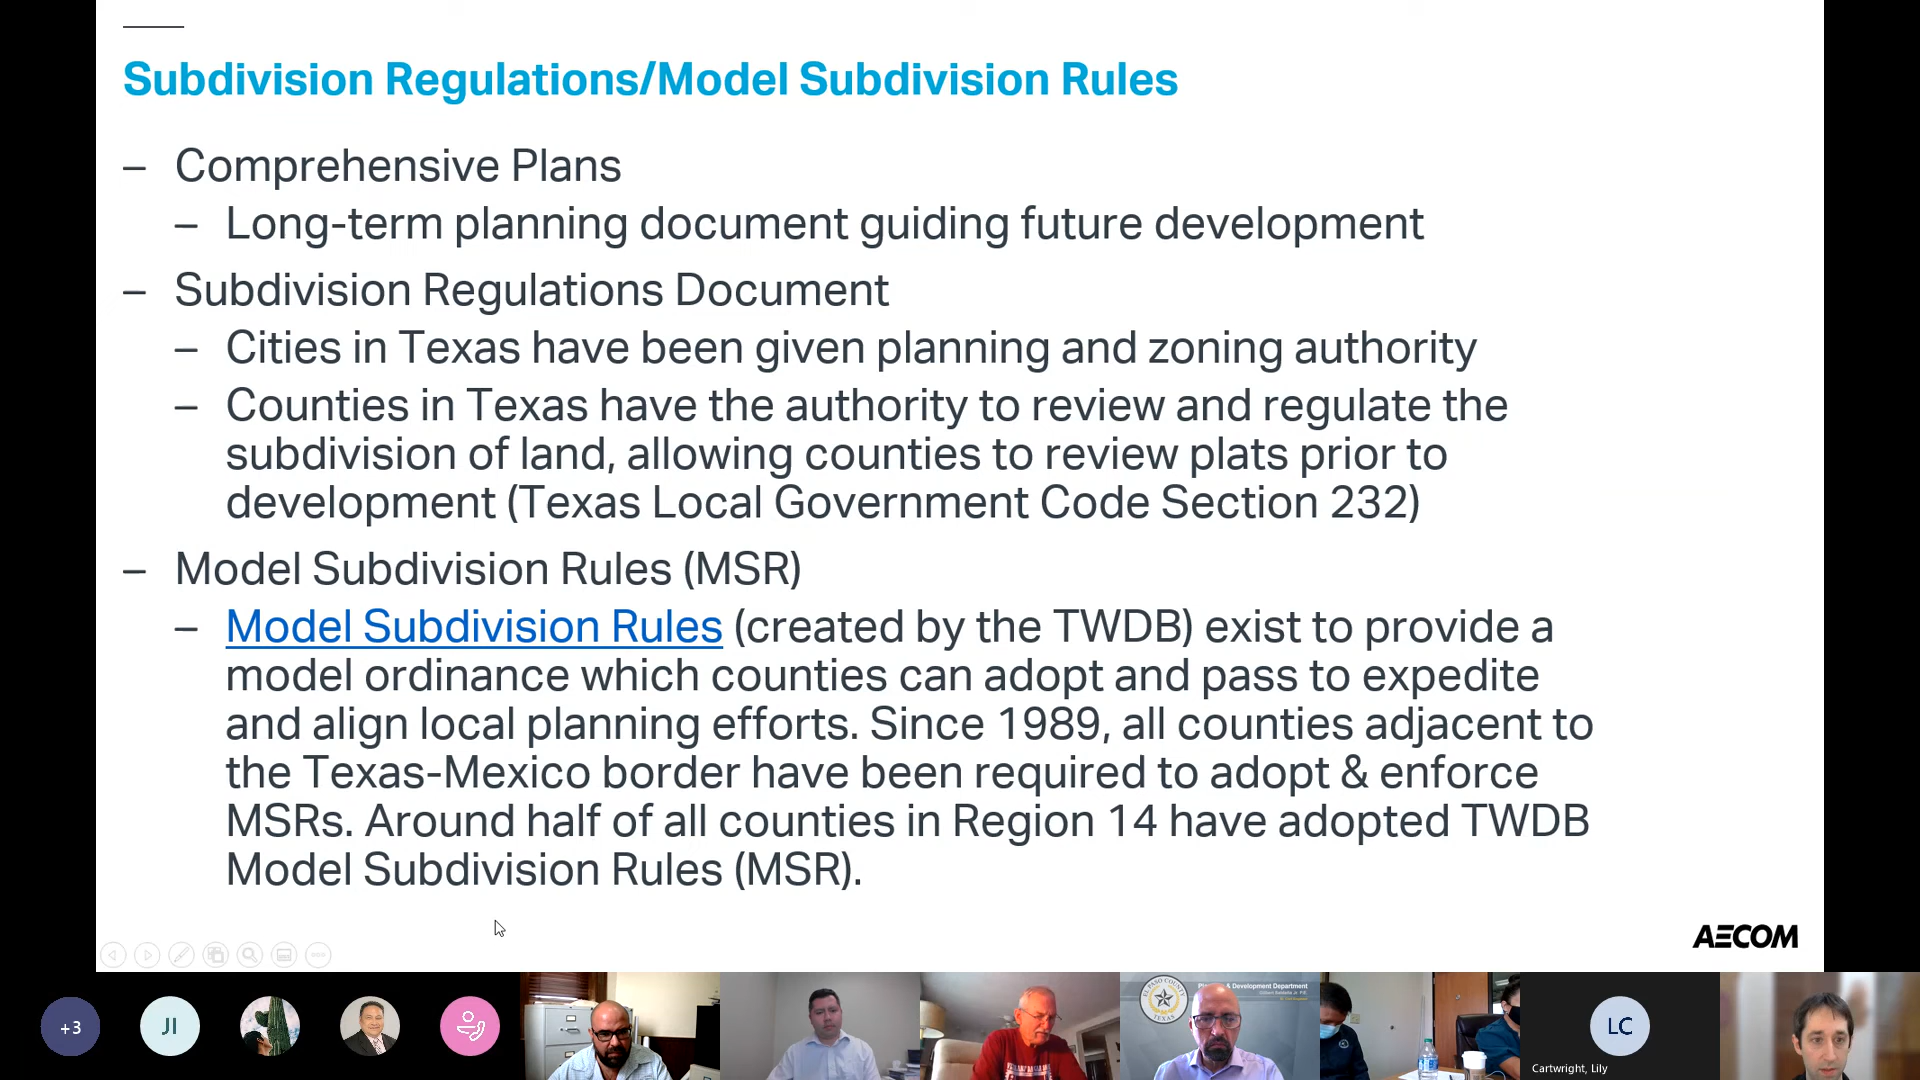 Subdivision Regulations/Model Subdivision Rules
– Comprehensive Plans
– Long-term planning document guiding future development
– Subdivision Regulations Document
– Cities in Texas have been given planning and zoning authority
– Counties in Texas have the authority to review and regulate the
subdivision of land, allowing counties to review plats prior to
development (Texas Local Government Code Section 232)
– Model Subdivision Rules (MSR)
– Model Subdivision Rules (created by the TWDB) exist to provide a
model ordinance which counties can adopt and pass to expedite
and align local planning efforts. Since 1989, all counties adjacent to
the Texas-Mexico border have been required to adopt & enforce
MSRs. Around half of all counties in Region 14 have adopted TWDB
Model Subdivision Rules (MSR).
AECOM
+3
JI
EL PASO COUNTY
TEXAS
& Development Department
LC
Cartwright, Lily